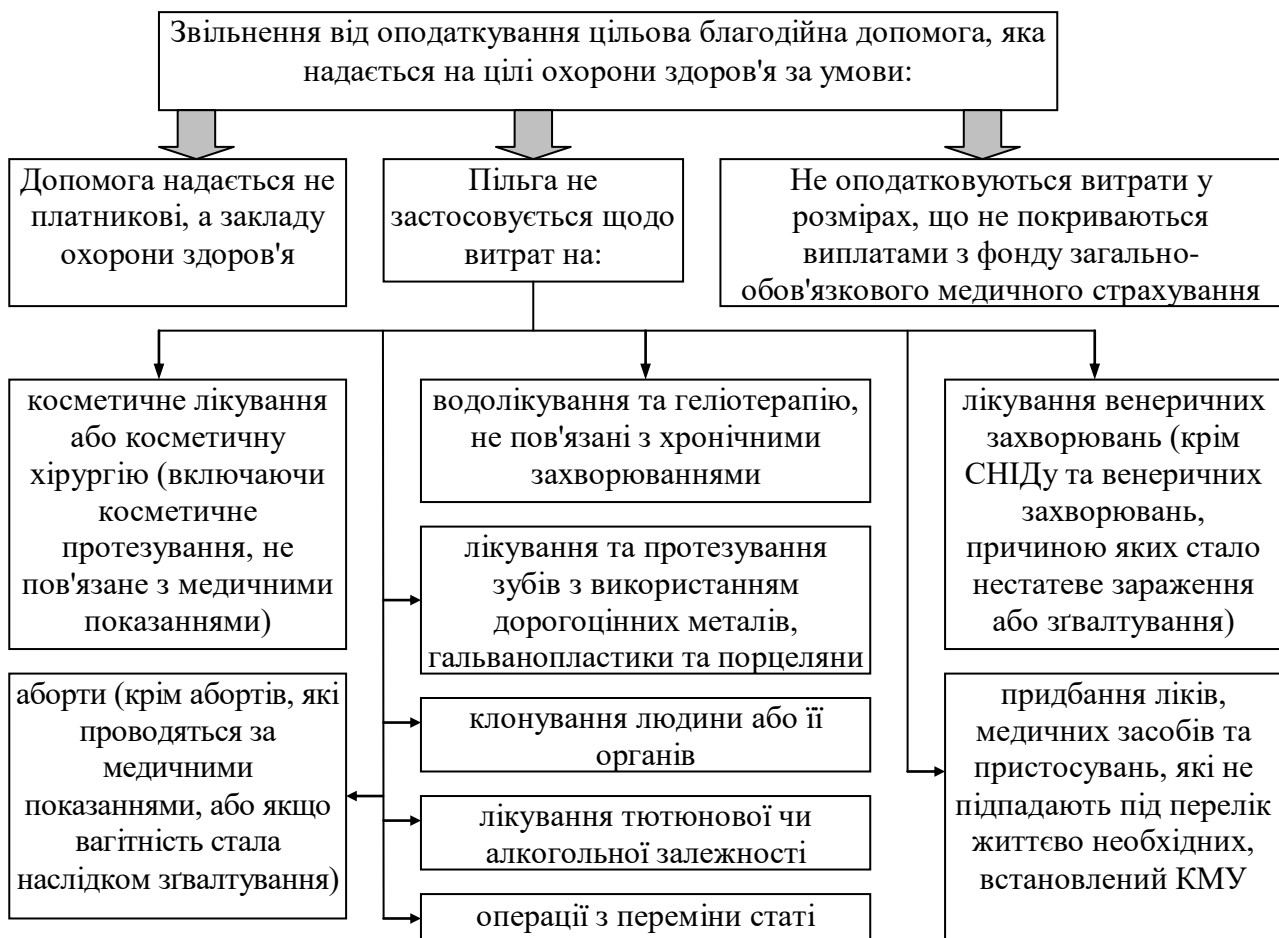 Звільнення від оподаткування цільова благодійна допомога, яка
надається на цілі охорони здоров'я за умови:
Допомога надається не
платникові, а закладу
охорони здоров'я
Пільга не
застосовується щодо
витрат на:
Не оподатковуються витрати у
розмірах, що не покриваються
виплатами з фонду загально-
обов'язкового медичного страхування
косметичне лікування
або косметичну
хірургію (включаючи
косметичне
протезування, не
пов'язане з медичними
показаннями)
водолікування та геліотерапію,
не пов'язані з хронічними
захворюваннями
лікування венеричних
захворювань (крім
СНІДу та венеричних
захворювань,
причиною яких стало
нестатеве зараження
або зґвалтування)
лікування та протезування
зубів з використанням
дорогоцінних металів,
гальванопластики та порцеляни
аборти (крім абортів, які
проводяться за
медичними
показаннями, або якщо
вагітність стала
наслідком зґвалтування)
клонування людини або її
органів
лікування тютюнової чи
алкогольної залежності
операції з переміни статі
придбання ліків,
медичних засобів та
пристосувань, які не
підпадають під перелік
життєво необхідних,
встановлений КМУ